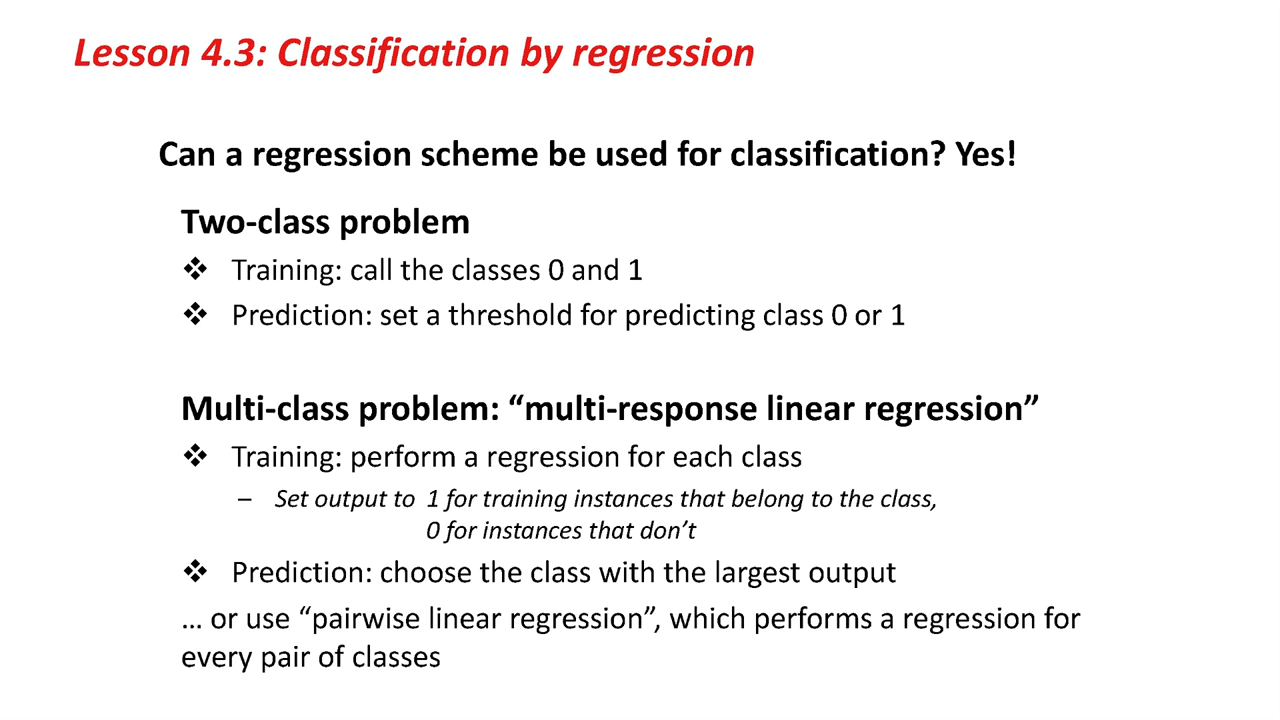 Lesson 4.3: Classification by regression
Can a regression scheme be used for classification? Yes!
Two-class problem
❖ Training: call the classes 0 and 1
❖ Prediction: set a threshold for predicting class 0 or 1
Multi-class problem: “multi-response linear regression”
❖ Training: perform a regression for each class
– Set output to 1 for training instances that belong to the class,
0 for instances that don’t
❖ Prediction: choose the class with the largest output
… or use “pairwise linear regression”, which performs a regression for
every pair of classes